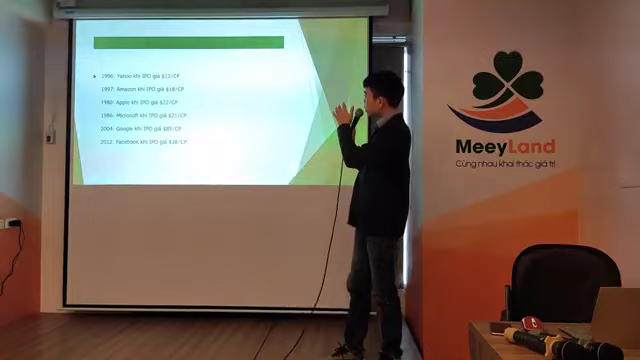 1996: Yahoo khi IPO giá $13/CP
1997: Amazon khi IPO giá $18/CP
1980: Apple khi IPO giá $22/CP
1986: Microsoft khi IPO giá $21/CP
2004: Google khi IPO giá $85/CP
2012: Facebook khi IPO giá $38/CP
MeeyLand
Cùng nhau khai thác giá trị